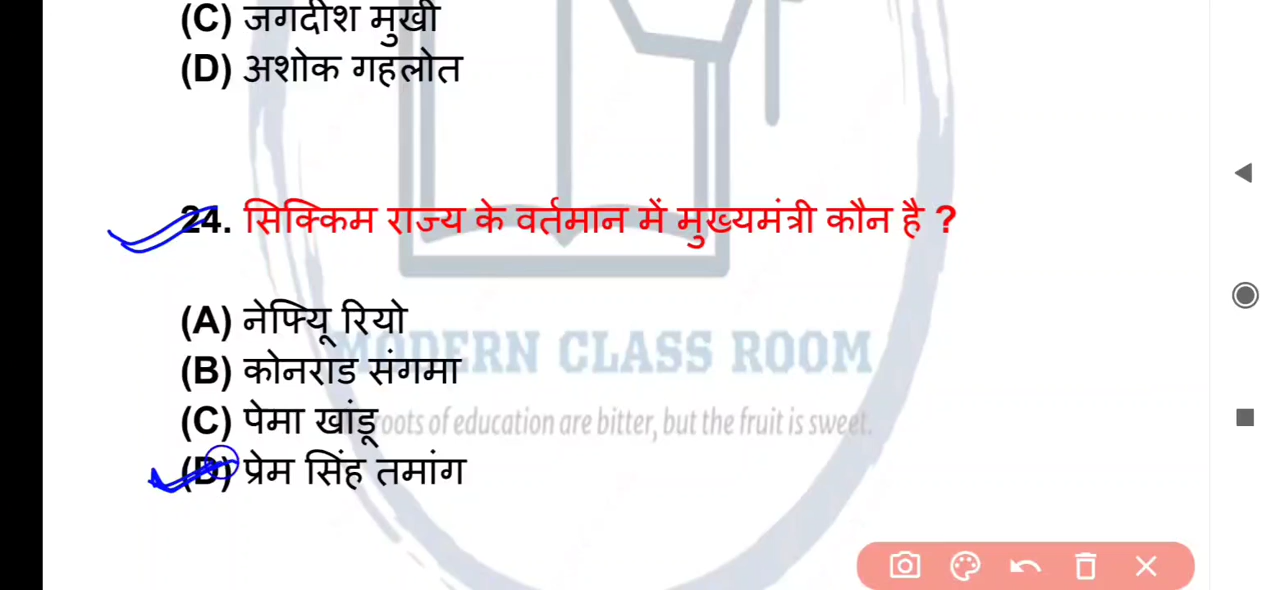 (C) जगदीश मुखी
(D) अशोक गहलोत
24. सिक्किम राज्य के वर्तमान में मुख्यमंत्री कौन है ?
(A) नेफ्यू रियो
(B) कोनराड संगमा
MODERN CLASS ROOM
(C) पेमा खांडू
roots of education are bitter, but the fruit is sweet.
(D) प्रेम सिंह तमांग